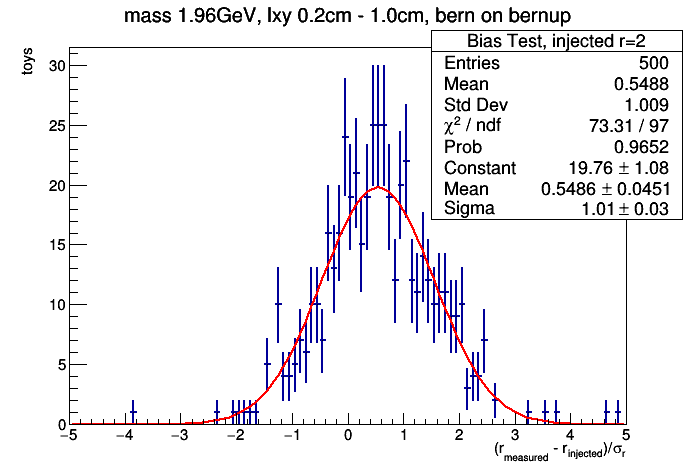 mass 1.96GeV, lxy 0.2cm - 1.0cm, bern on bernup
Bias Test, injected r=2
Entries 500
Mean 0.5488
Std Dev 1.009
χ² / ndf 73.31 / 97
Prob 0.9652
Constant 19.76 ± 1.08
Mean 0.5486 ± 0.0451
Sigma 1.01 ± 0.03
toys
30
25
20
15
10
5
0
−5 −4 −3 −2 −1 0 1 2 3 4 5
(r_measured - r_injected)/σ_r